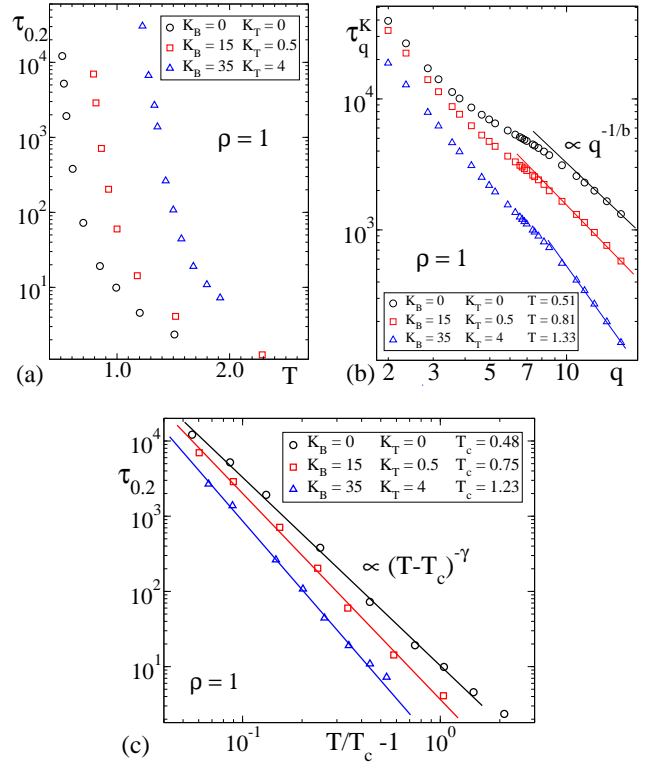 τ0.2
10^4
10^3
10^2
10^1
K_B = 0 K_T = 0
K_B = 15 K_T = 0.5
K_B = 35 K_T = 4
ρ = 1
1.0 2.0
T
(a)
τ_q^K
10^4
10^3
∝ q^{-1/b}
ρ = 1
K_B = 0 K_T = 0 T = 0.51
K_B = 15 K_T = 0.5 T = 0.81
K_B = 35 K_T = 4 T = 1.33
2 3 4 5 6 7 10
q
(b)
10^4
τ0.2
10^3
10^2
10^1
K_B = 0 K_T = 0 T_c = 0.48
K_B = 15 K_T = 0.5 T_c = 0.75
K_B = 35 K_T = 4 T_c = 1.23
∝ (T-T_c)^{-γ}
ρ = 1
10^{-1} 10^0
T/T_c -1
(c)